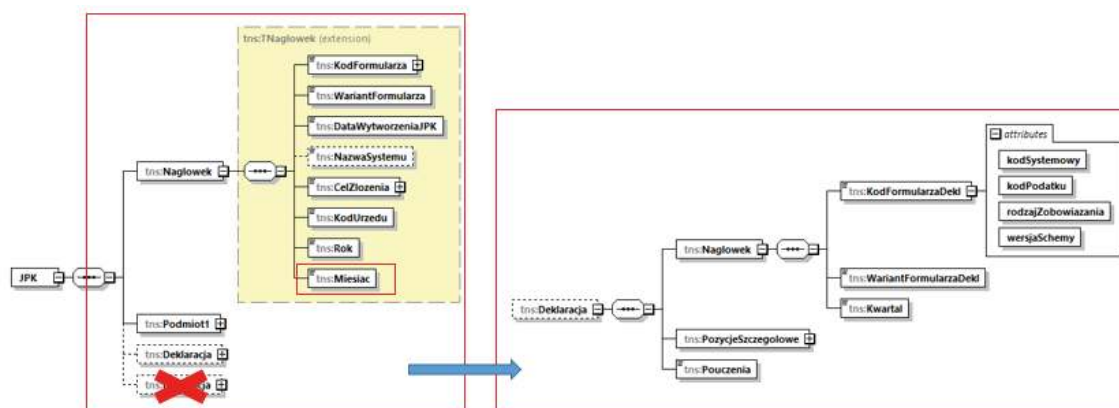 tns:TNaglowek (extension)
tns:KodFormularza
tns:WariantFormularza
tns:DataWytworzeniaJPK
tns:NazwaSystemu
tns:Naglowek
tns:CelZlozenia
tns:KodUrzedu
tns:Rok
tns:Miesiac
JPK
tns:Podmiot1
tns:Deklaracja
attributes
kodSystemowy
kodPodatku
rodzajZobowiazania
wersjaSchemy
tns:KodFormularzaDekl
tns:Naglowek
tns:WariantFormularzaDekl
tns:Kwartal
tns:Deklaracja
tns:PozycjeSzczegolowe
tns:Pouczenia